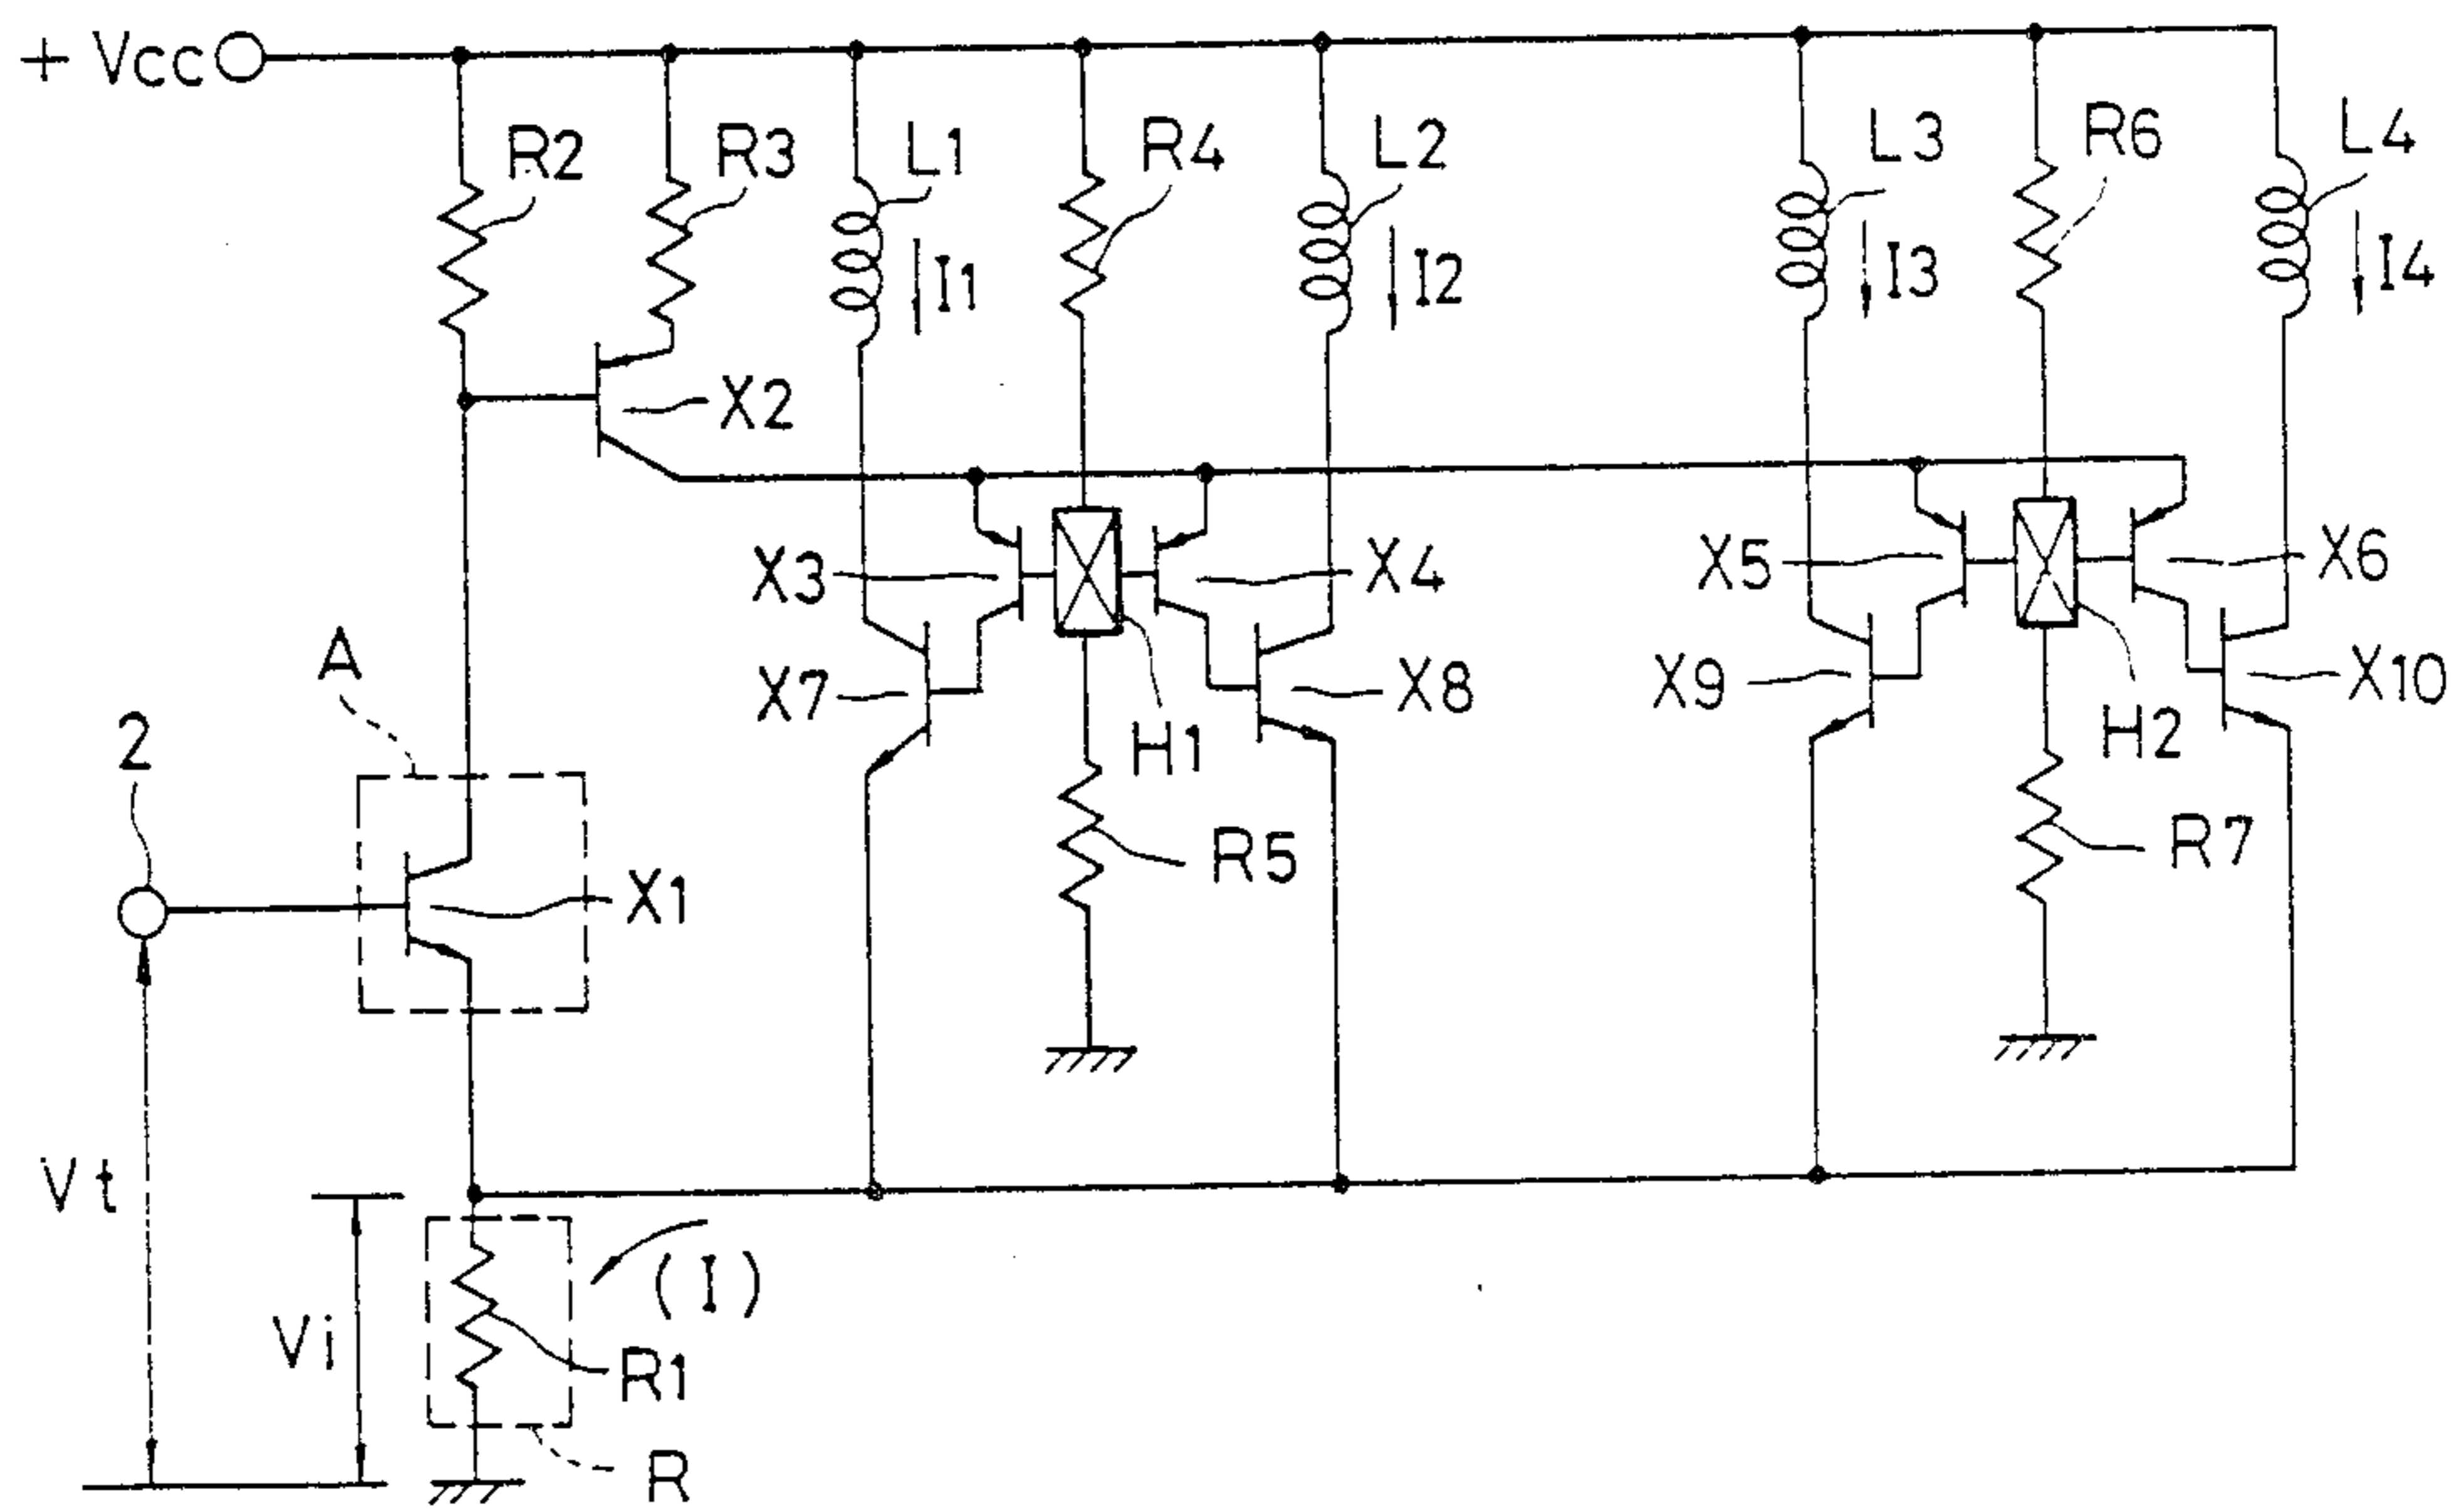 + Vcc
R2
R3
L1
R4
L2
L3
R6
L4
I1
I2
I3
I4
X2
X3
X4
X5
X6
A
X7
X8
X9
X10
2
H1
H2
R5
R7
X1
Vt
(I)
Vi
R1
R